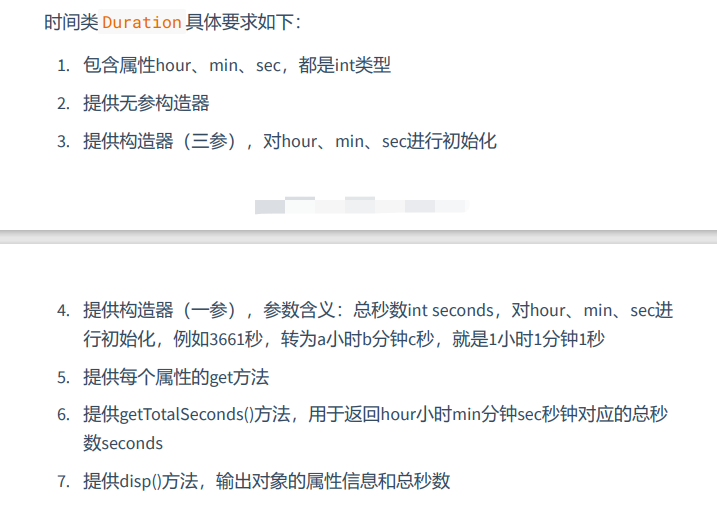 时间类Duration具体要求如下：
1. 包含属性hour、min、sec，都是int类型
2. 提供无参构造器
3. 提供构造器（三参），对hour、min、sec进行初始化
4. 提供构造器（一参），参数含义：总秒数int seconds，对hour、min、sec进
行初始化，例如3661秒，转为a小时b分钟c秒，就是1小时1分钟1秒
5. 提供每个属性的get方法
6. 提供getTotalSeconds()方法，用于返回hour小时min分钟sec秒钟对应的总秒
数seconds
7. 提供disp()方法，输出对象的属性信息和总秒数